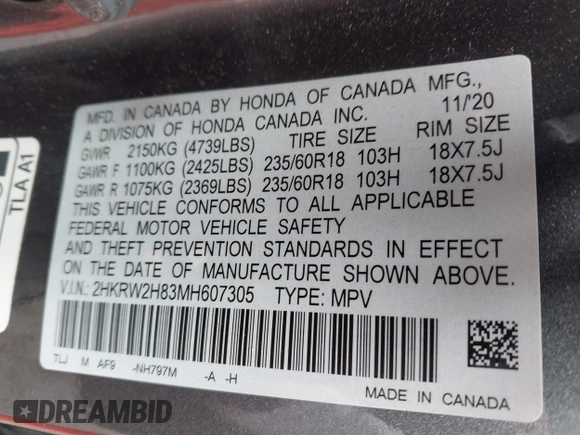 MFD. IN CANADA BY HONDA OF CANADA MFG.,
A DIVISION OF HONDA CANADA INC. 11/'20
GVWR 2150KG (4739LBS) TIRE SIZE RIM SIZE
GAWR F 1100KG (2425LBS) 235/60R18 103H 18X7.5J
GAWR R 1075KG (2369LBS) 235/60R18 103H 18X7.5J
THIS VEHICLE CONFORMS TO ALL APPLICABLE
FEDERAL MOTOR VEHICLE SAFETY
AND THEFT PREVENTION STANDARDS IN EFFECT
ON THE DATE OF MANUFACTURE SHOWN ABOVE.
V.I.N.: 2HKRW2H83MH607305 TYPE: MPV
TLJ M AF9 -NH797M -A -H
MADE IN CANADA
TLA A1
DREAMBID